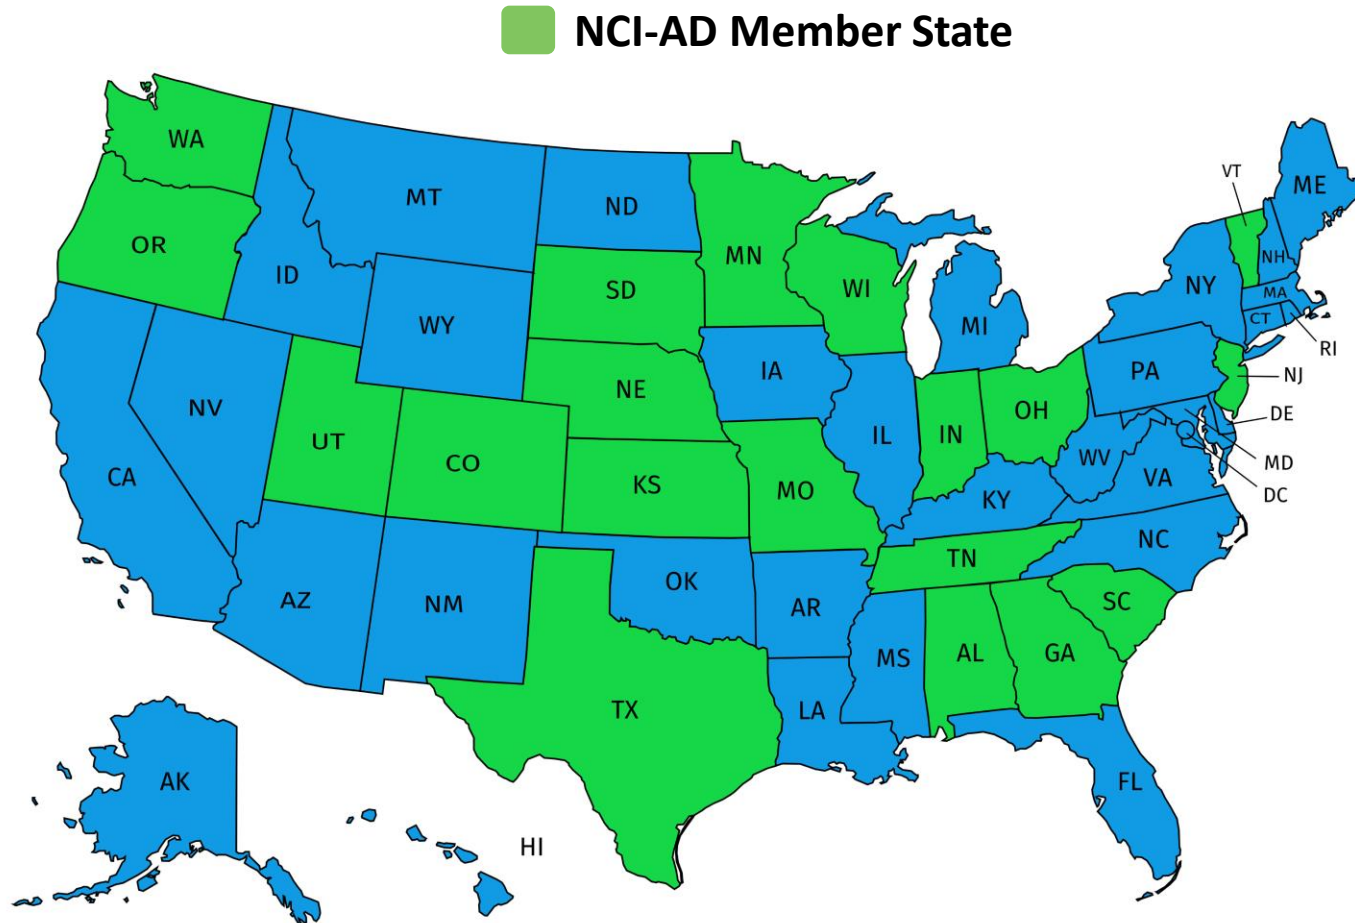 NCI-AD Member State
WA
MT
ND
MN
VT
ME
OR
ID
SD
WI
NH
NY
MA
WY
MI
CT
RI
IA
PA
NJ
NV
NE
UT
CO
OH
DE
IL
IN
WV
MD
CA
KS
MO
VA
DC
KY
NC
TN
OK
AZ
NM
AR
SC
MS
AL
GA
TX
LA
AK
FL
HI